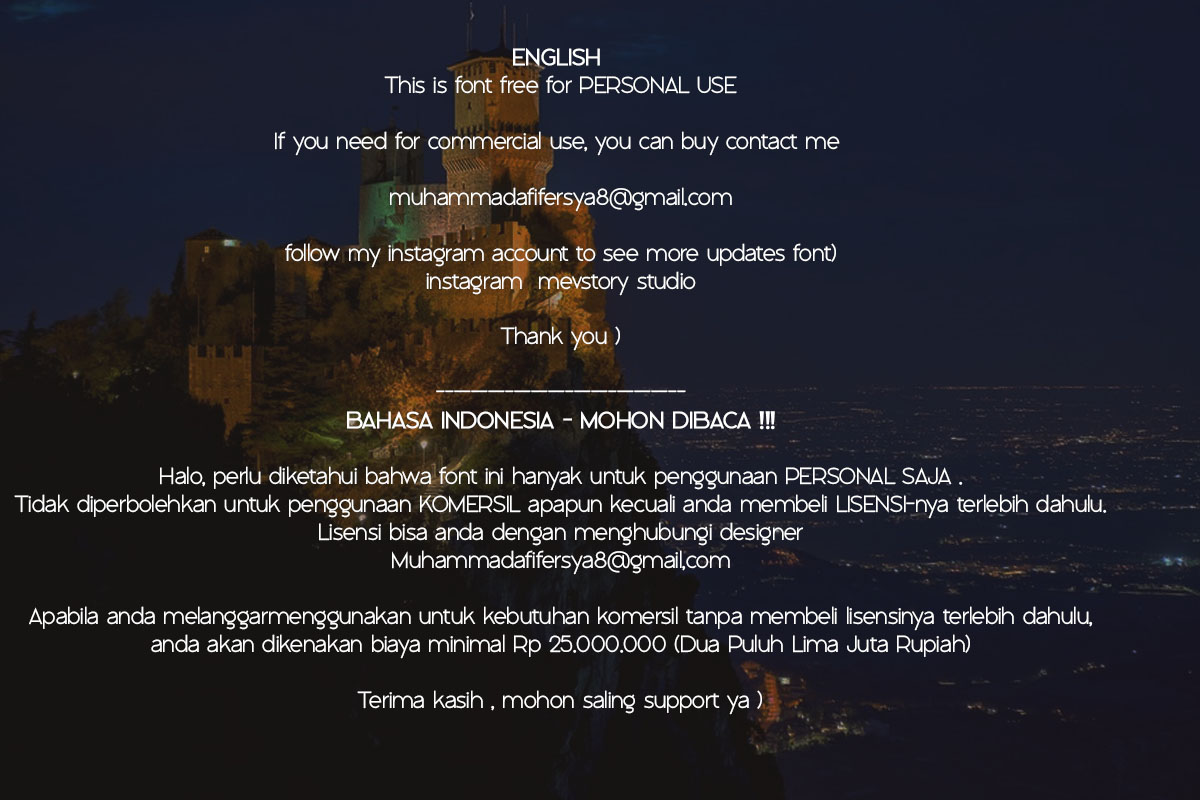 ENGLISH
This is font free for PERSONAL USE
If you need for commercial use, you can buy contact me
muhammadafifersya8@gmail.com
follow my instagram account to see more updates font)
instagram  mevstory studio
Thank you )
-----------------------------
BAHASA INDONESIA - MOHON DIBACA !!!
Halo, perlu diketahui bahwa font ini hanyak untuk penggunaan PERSONAL SAJA .
Tidak diperbolehkan untuk penggunaan KOMERSIL apapun kecuali anda membeli LISENSI-nya terlebih dahulu.
Lisensi bisa anda dengan menghubungi designer
Muhammadafifersya8@gmail,com
Apabila anda melanggarmenggunakan untuk kebutuhan komersil tanpa membeli lisensinya terlebih dahulu,
anda akan dikenakan biaya minimal Rp 25.000.000 (Dua Puluh Lima Juta Rupiah)
Terima kasih , mohon saling support ya )